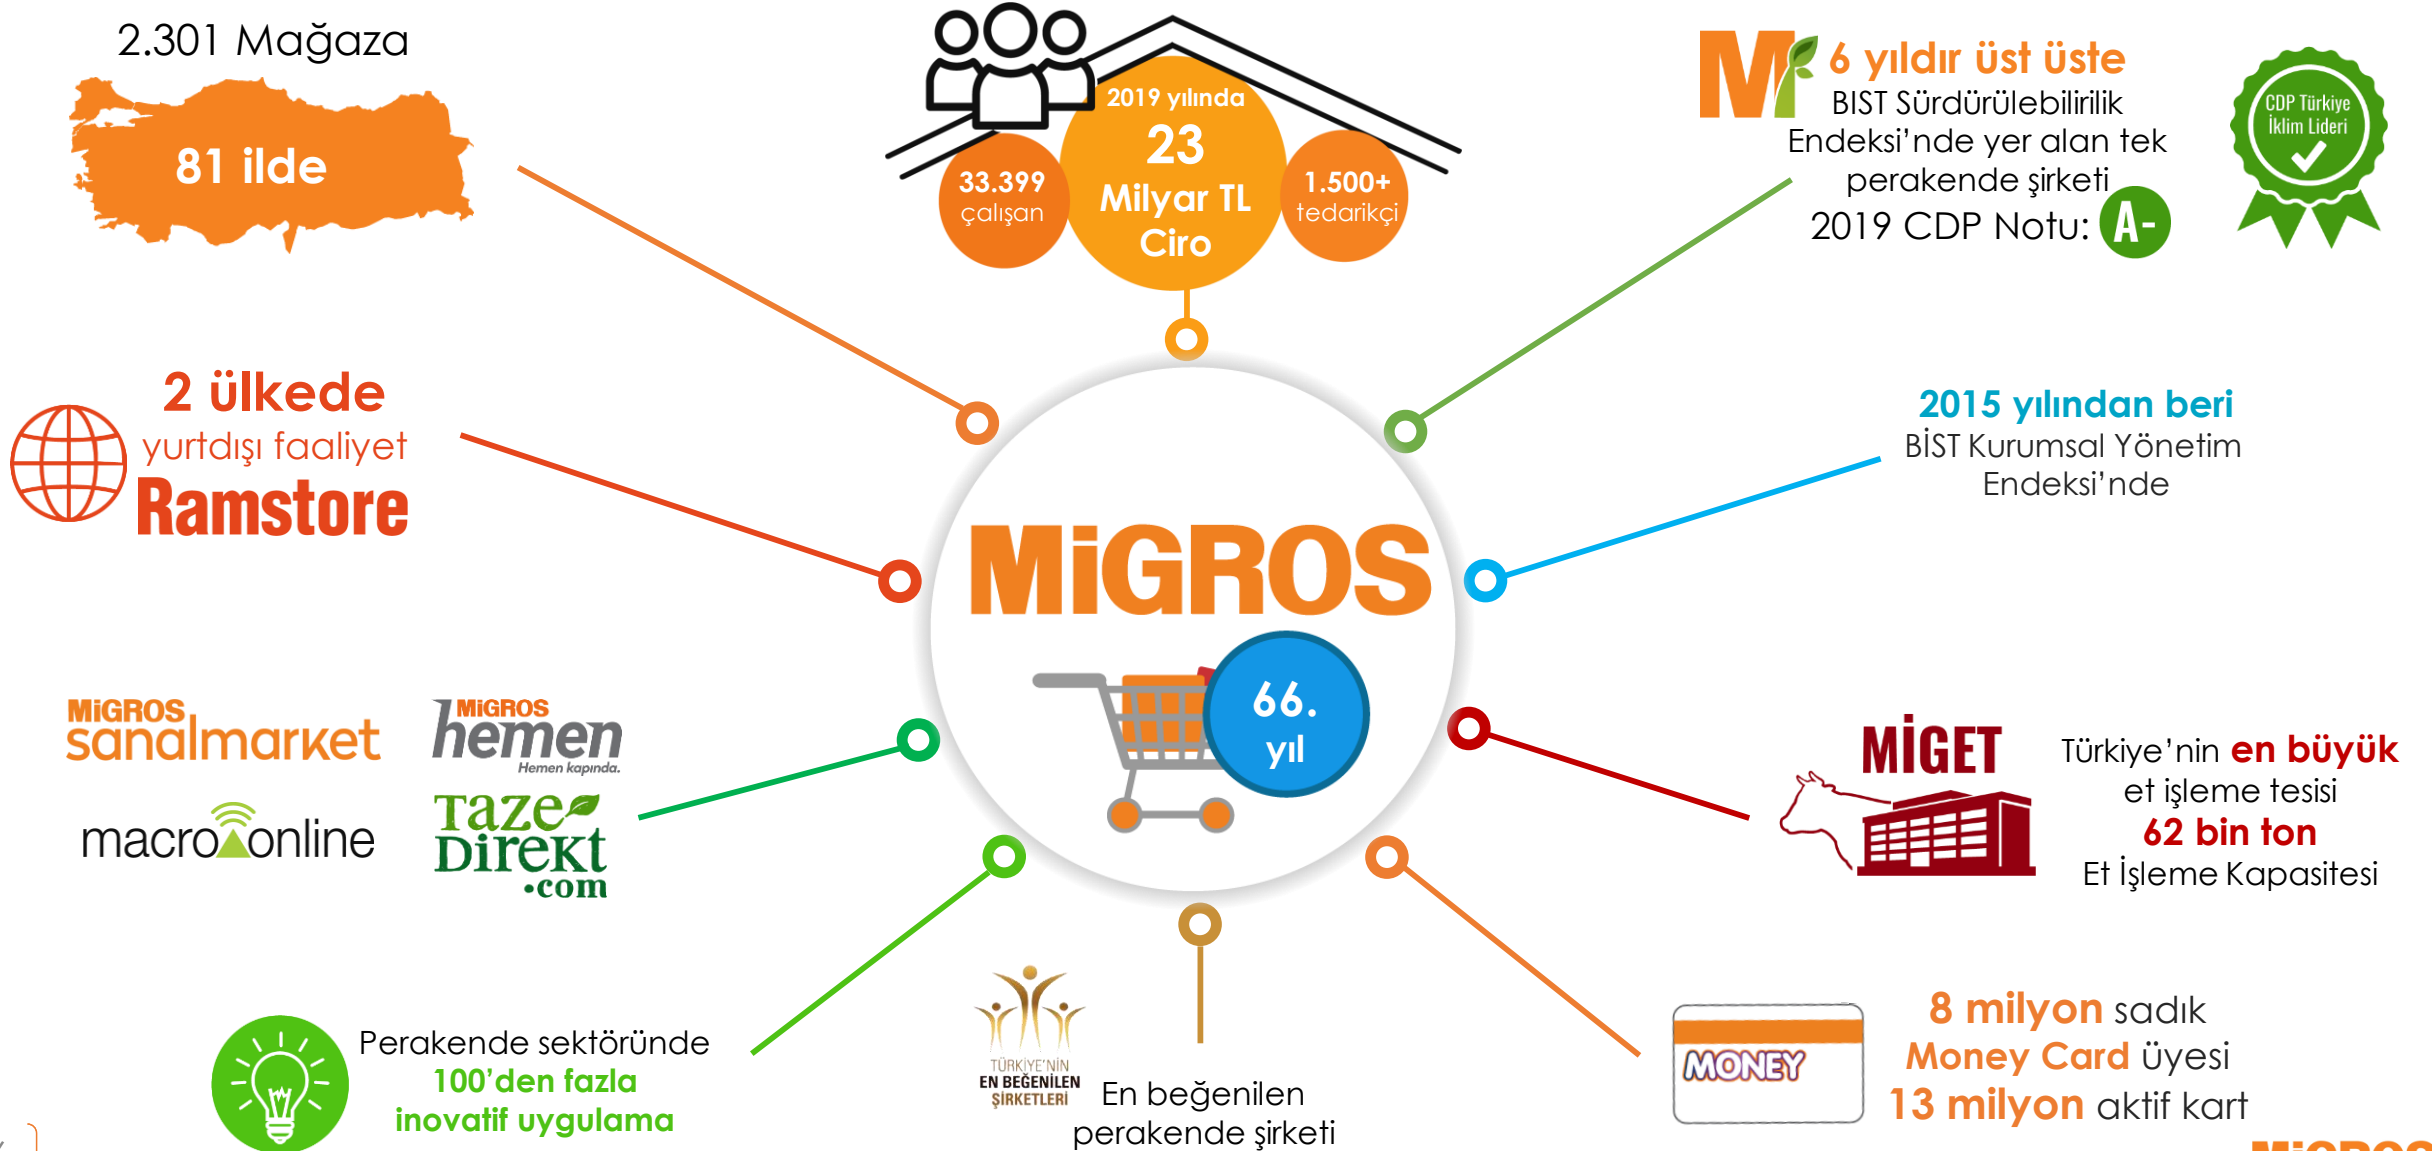 2.301 Mağaza
81 ilde
2019 yılında
23
Milyar TL
Ciro
33.399
çalışan
1.500+
tedarikçi
6 yıldır üst üste
BIST Sürdürülebilirilik
Endeksi'nde yer alan tek
perakende şirketi
2019 CDP Notu: A-
CDP Türkiye
İklim Lideri
2 ülkede
yurtdışı faaliyet
Ramstore
2015 yılından beri
BİST Kurumsal Yönetim
Endeksi'nde
MiGROS
66.
yıl
MiGROS
sanalmarket
MiGROS
hemen
Hemen kapında.
macroonline
Taze
Direkt
.com
MİGET
Türkiye'nin en büyük
et işleme tesisi
62 bin ton
Et İşleme Kapasitesi
Perakende sektöründe
100'den fazla
inovatif uygulama
TÜRKİYE'NİN
EN BEĞENİLEN
ŞİRKETLERİ
En beğenilen
perakende şirketi
MONEY
8 milyon sadık
Money Card üyesi
13 milyon aktif kart
MiGROS